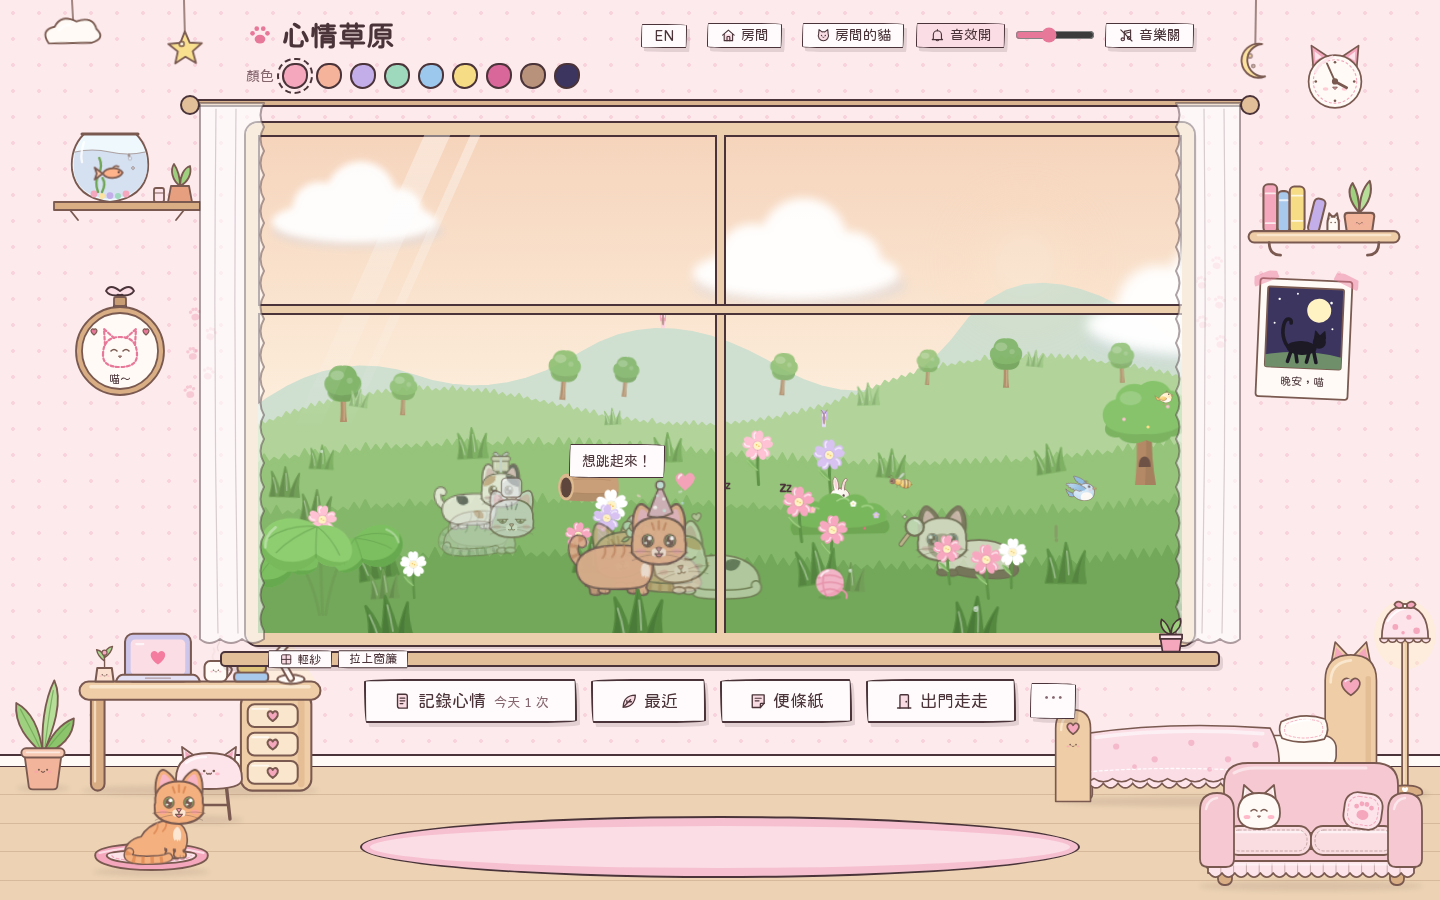 心情草原
EN
房間
房間的貓
音效開
音樂關
顏色
喵～
晚安，喵
想跳起來！
z
Zz
輕紗
拉上窗簾
記錄心情 今天 1 次
最近
便條紙
出門走走
...